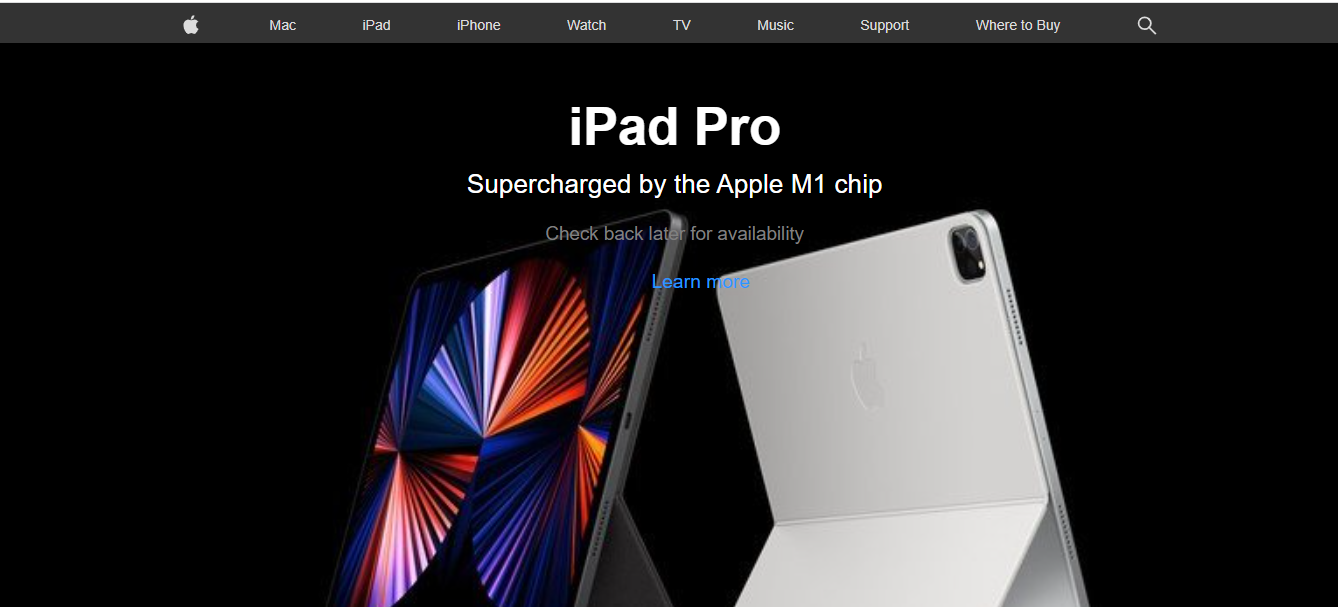 Mac iPad iPhone Watch TV Music Support Where to Buy
iPad Pro
Supercharged by the Apple M1 chip
Check back later for availability
Learn more